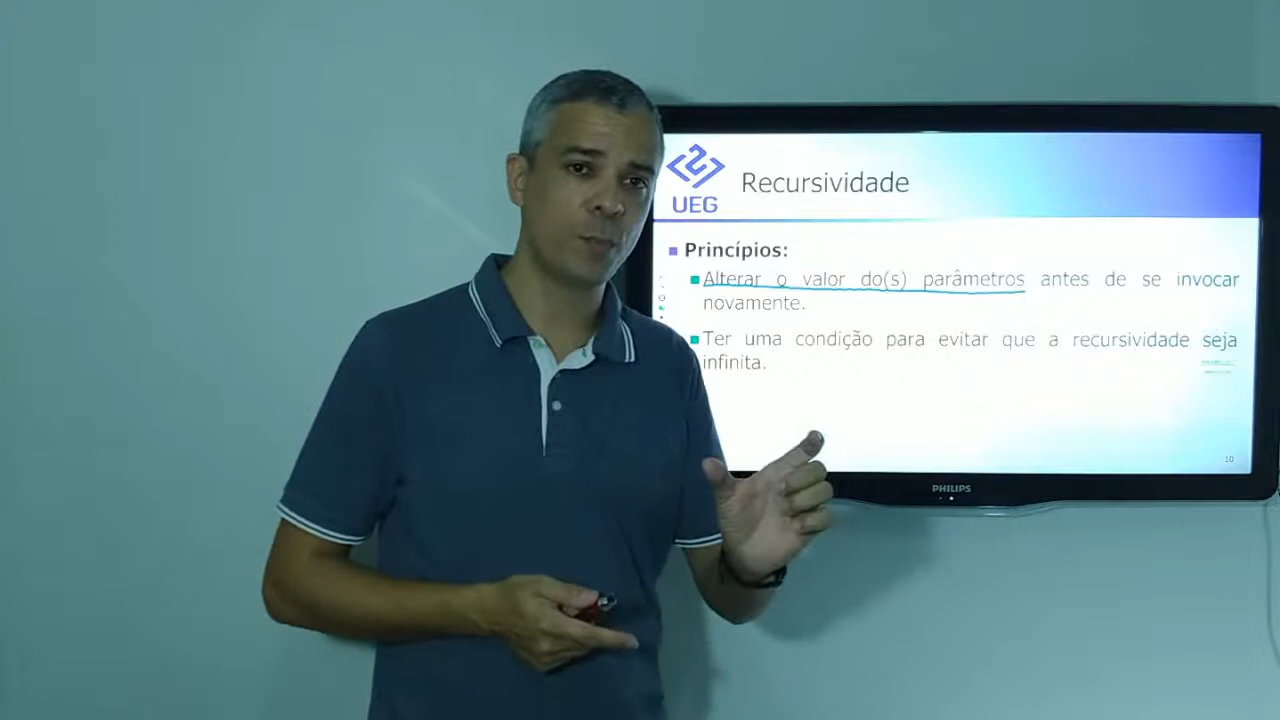 UEG
Recursividade
Princípios:
Alterar o valor do(s) parâmetros antes de se invocar
novamente.
Ter uma condição para evitar que a recursividade seja
infinita.
10
PHILIPS